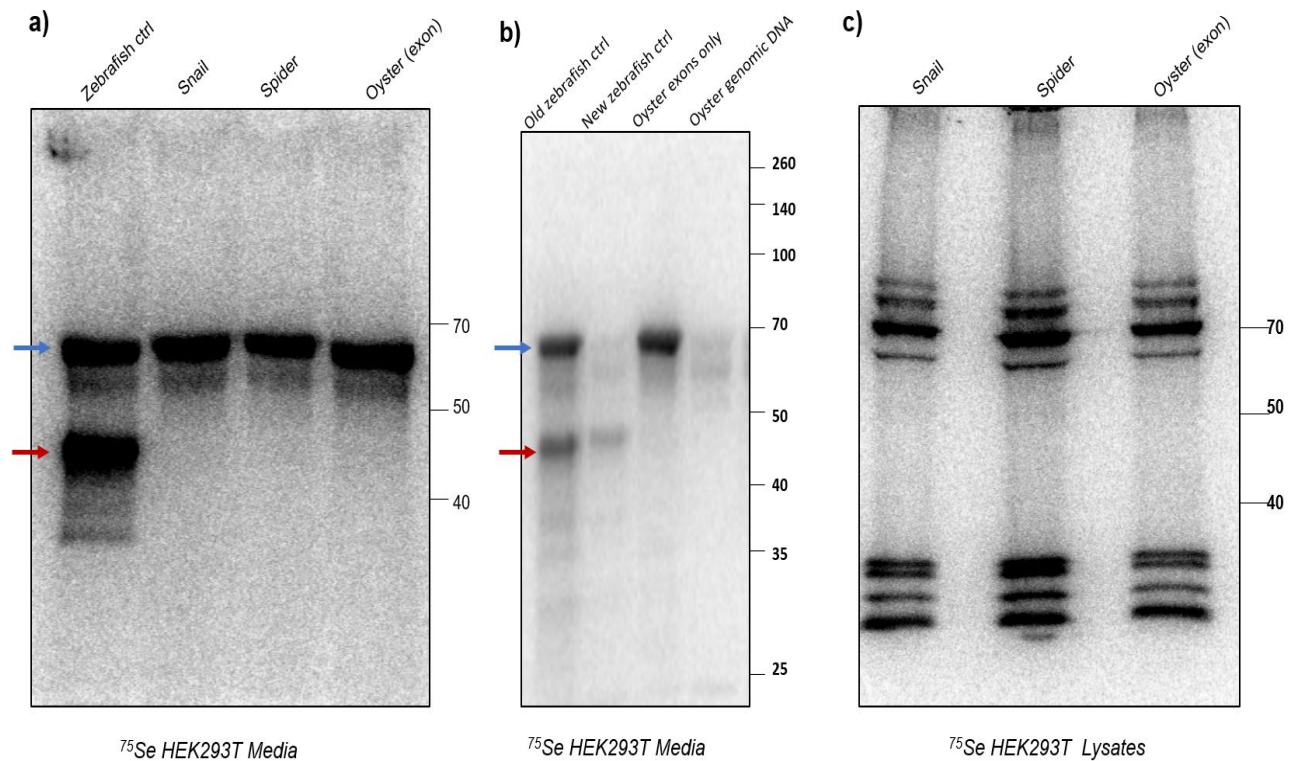 a)
Zebrafish ctrl
Snail
Spider
Oyster (exon)
70
50
40
75Se HEK293T Media
b)
Old zebrafish ctrl
New zebrafish ctrl
Oyster exons only
Oyster genomic DNA
260
140
100
70
50
40
35
25
75Se HEK293T Media
c)
Snail
Spider
Oyster (exon)
70
50
40
75Se HEK293T Lysates